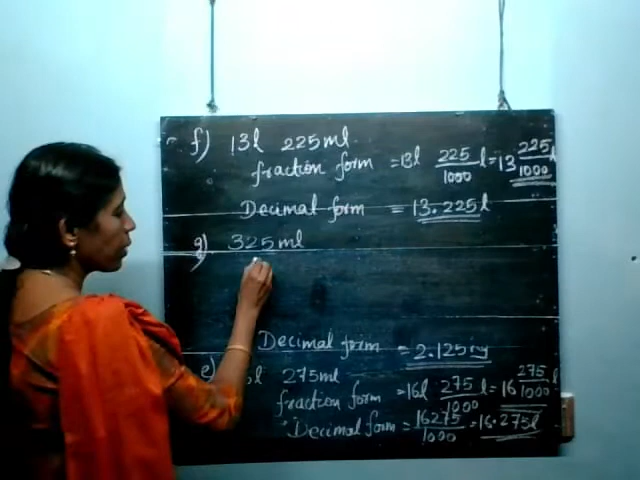 f) 13l 225ml
fraction form = 13l 225/1000 l = 13 225/1000 l
Decimal form = 13.225l
g) 325ml
Decimal form = 2.125
e) l 275ml
fraction form = 16l 275/1000 l = 16 275/1000 l
Decimal form = 16275/1000 = 16.275l